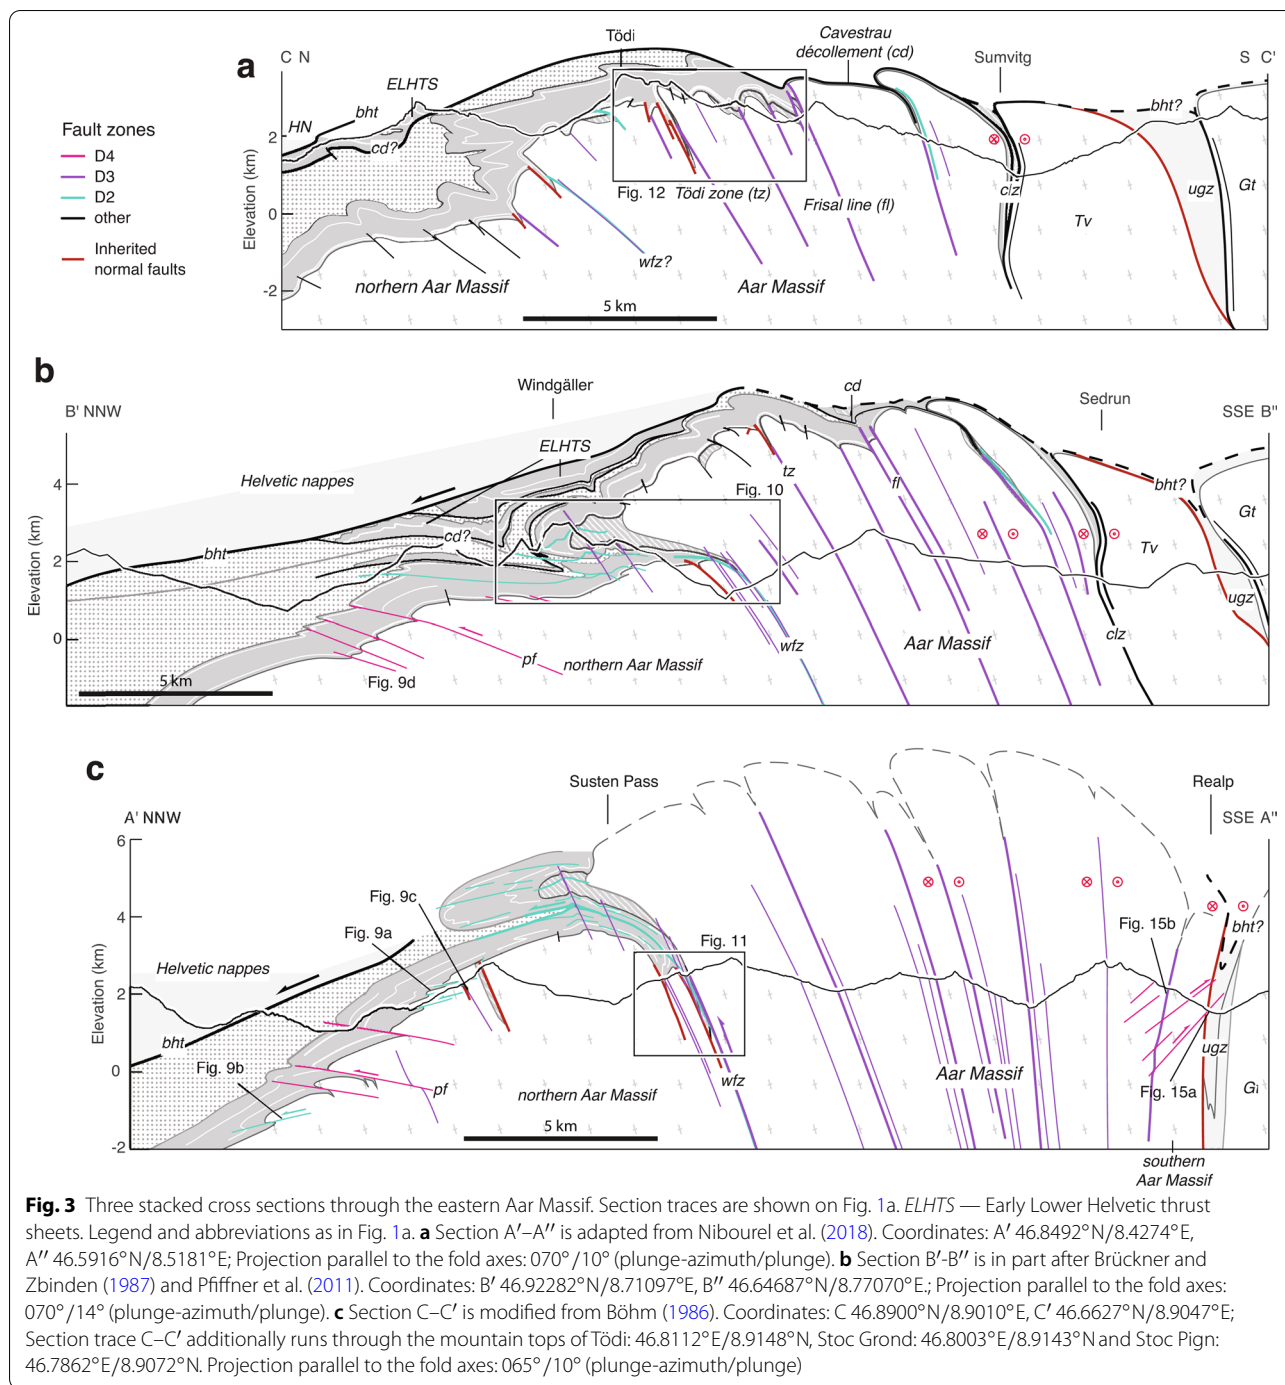 a
C N
Tödi
Cavestrau
décollement (cd)
Sumvitg
S C'
ELHTS
bht
HN
cd?
bht?
Fault zones
D4
D3
D2
other
Inherited
normal faults
Elevation (km)
2
0
-2
Fig. 12
Tödi zone (tz)
Frisal line (fl)
clz
ugz
Gt
Tv
wfz?
norhern Aar Massif
Aar Massif
5 km
b
B' NNW
Windgäller
cd
Sedrun
SSE B''
ELHTS
Helvetic nappes
tz
fl
Fig. 10
bht?
Gt
4
2
0
Elevation (km)
bht
cd?
Tv
ugz
wfz
clz
Aar Massif
pf
northern Aar Massif
Fig. 9d
5 km
c
A' NNW
Susten Pass
Realp
SSE A''
6
4
2
0
-2
Elevation (km)
Fig. 9c
Fig. 9a
Fig. 11
Fig. 15b
bht?
Helvetic nappes
bht
Fig. 9b
pf
wfz
Aar Massif
ugz
Fig. 15a
northern Aar Massif
5 km
southern
Aar Massif
Fig. 3 Three stacked cross sections through the eastern Aar Massif. Section traces are shown on Fig. 1a. ELHTS — Early Lower Helvetic thrust
sheets. Legend and abbreviations as in Fig. 1a. a Section A′–A″ is adapted from Nibourel et al. (2018). Coordinates: A′ 46.8492°N/8.4274°E,
A″ 46.5916°N/8.5181°E; Projection parallel to the fold axes: 070°/10° (plunge-azimuth/plunge). b Section B′-B″ is in part after Brückner and
Zbinden (1987) and Pfiffner et al. (2011). Coordinates: B′ 46.92282°N/8.71097°E, B″ 46.64687°N/8.77070°E.; Projection parallel to the fold axes:
070°/14° (plunge-azimuth/plunge). c Section C–C′ is modified from Böhm (1986). Coordinates: C 46.8900°N/8.9010°E, C′ 46.6627°N/8.9047°E;
Section trace C–C′ additionally runs through the mountain tops of Tödi: 46.8112°E/8.9148°N, Stoc Grond: 46.8003°E/8.9143°N and Stoc Pign:
46.7862°E/8.9072°N. Projection parallel to the fold axes: 065°/10° (plunge-azimuth/plunge)